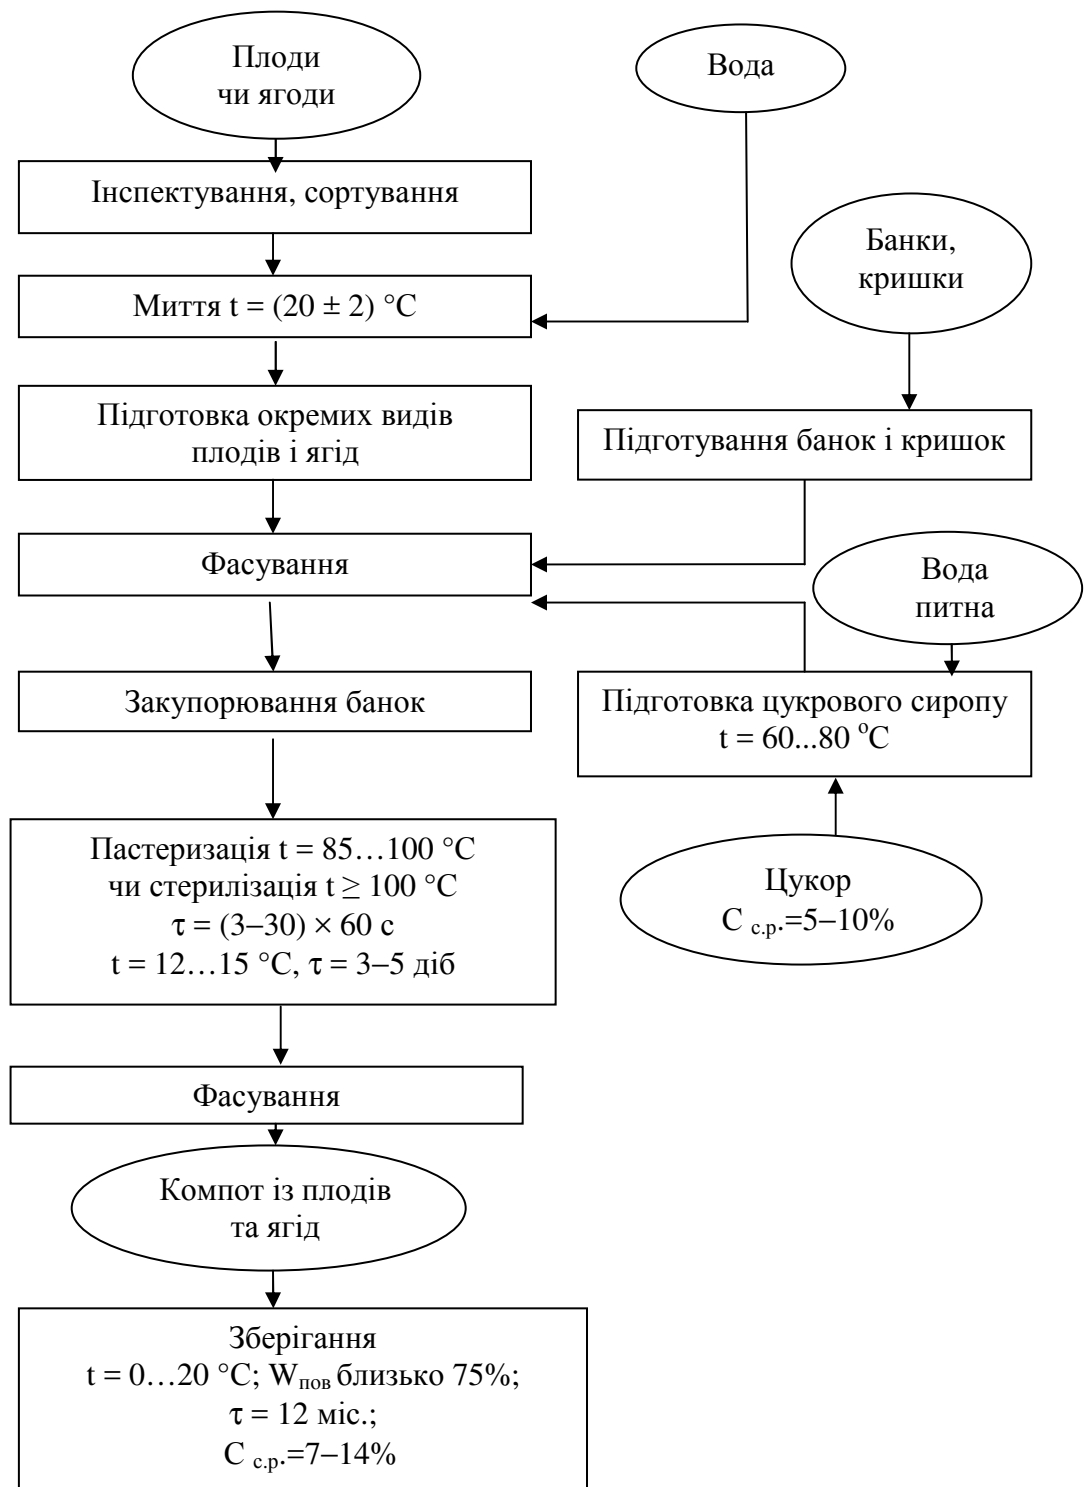 Плоди
чи ягоди
Вода
Інспектування, сортування
Банки,
кришки
Миття t = (20 ± 2) °С
Підготовка окремих видів
плодів і ягід
Підготування банок і кришок
Фасування
Вода
питна
Закупорювання банок
Підготовка цукрового сиропу
t = 60...80 °С
Пастеризація t = 85…100 °С
чи стерилізація t ≥ 100 °С
τ = (3–30) × 60 с
t = 12…15 °С, τ = 3–5 діб
Цукор
С с.р.=5–10%
Фасування
Компот із плодів
та ягід
Зберігання
t = 0…20 °С; Wпов близько 75%;
τ = 12 міс.;
С с.р.=7–14%